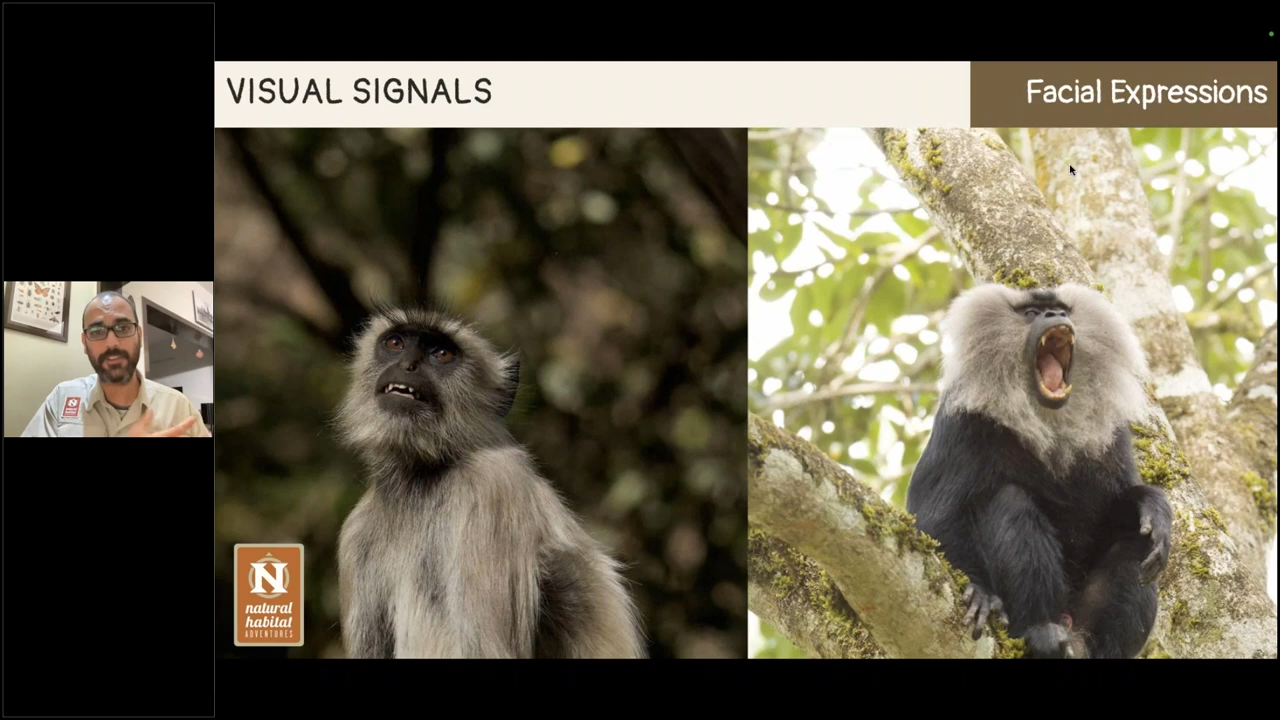 VISUAL SIGNALS
Facial Expressions
N
natural
habitat
ADVENTURES